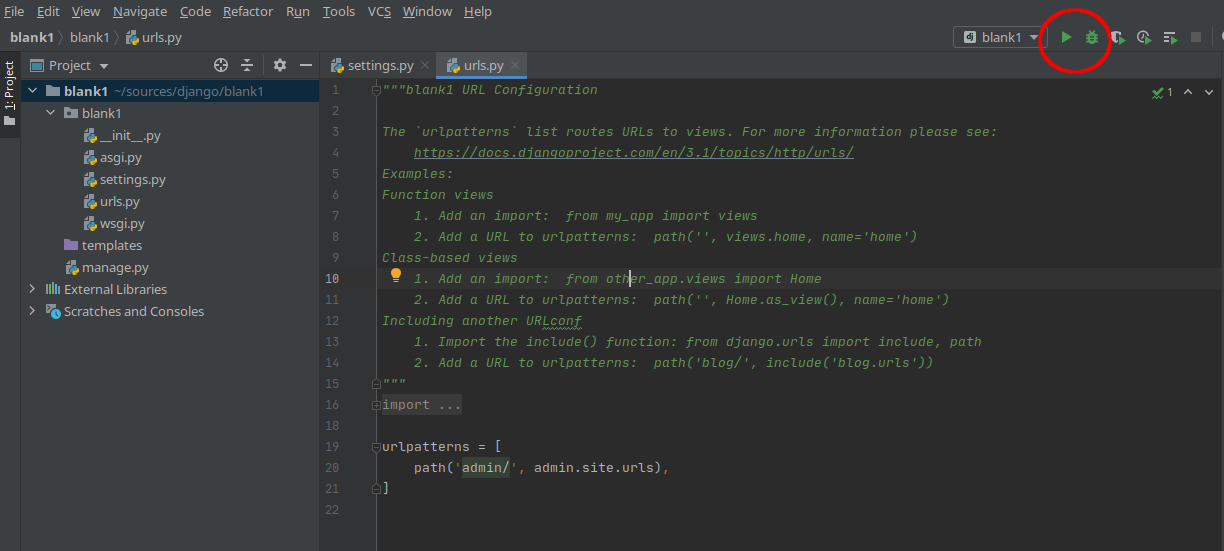 File Edit View Navigate Code Refactor Run Tools VCS Window Help
blank1 blank1 urls.py
blank1
1: Project
Project
settings.py urls.py
blank1 ~/sources/django/blank1
blank1
__init__.py
asgi.py
settings.py
urls.py
wsgi.py
templates
manage.py
External Libraries
Scratches and Consoles
1 """blank1 URL Configuration
1
2
3 The `urlpatterns` list routes URLs to views. For more information please see:
4 https://docs.djangoproject.com/en/3.1/topics/http/urls/
5 Examples:
6 Function views
7 1. Add an import:  from my_app import views
8 2. Add a URL to urlpatterns:  path('', views.home, name='home')
9 Class-based views
10 1. Add an import:  from other_app.views import Home
11 2. Add a URL to urlpatterns:  path('', Home.as_view(), name='home')
12 Including another URLconf
13 1. Import the include() function: from django.urls import include, path
14 2. Add a URL to urlpatterns:  path('blog/', include('blog.urls'))
15 """
16 import ...
18
19 urlpatterns = [
20 path('admin/', admin.site.urls),
21 ]
22